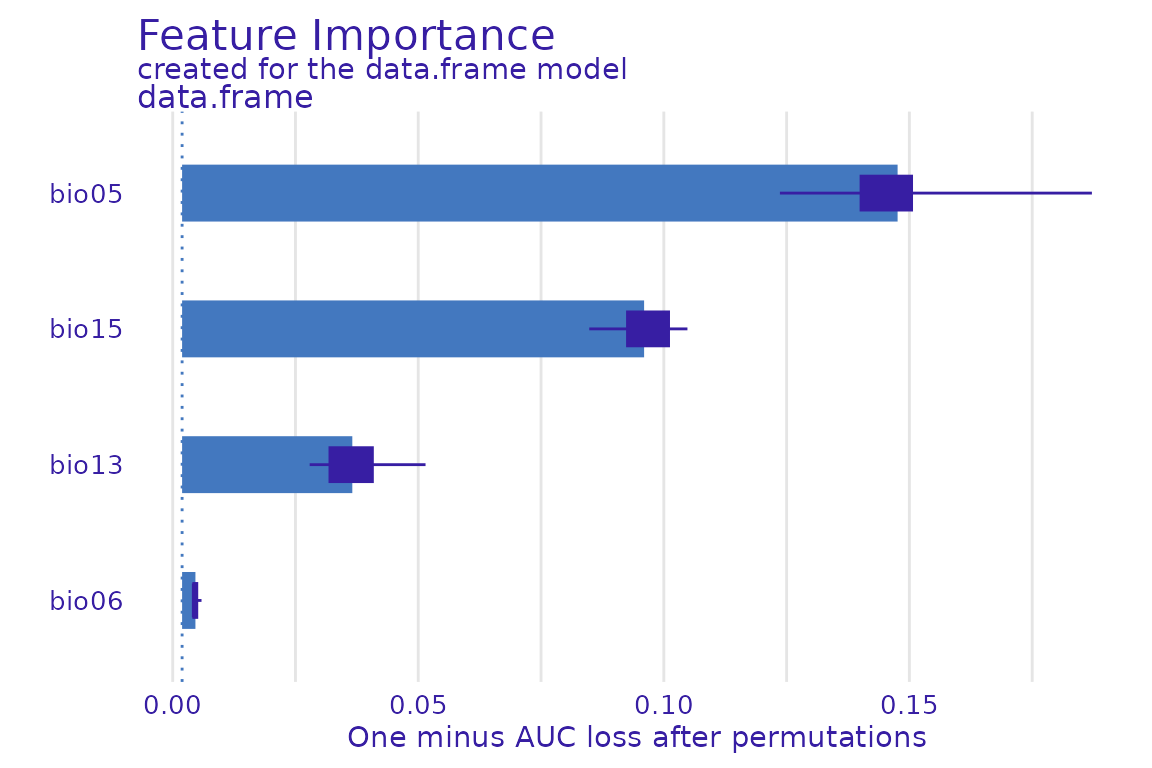 Feature Importance
created for the data.frame model
data.frame
bio05
bio15
bio13
bio06
0.00 0.05 0.10 0.15
One minus AUC loss after permutations